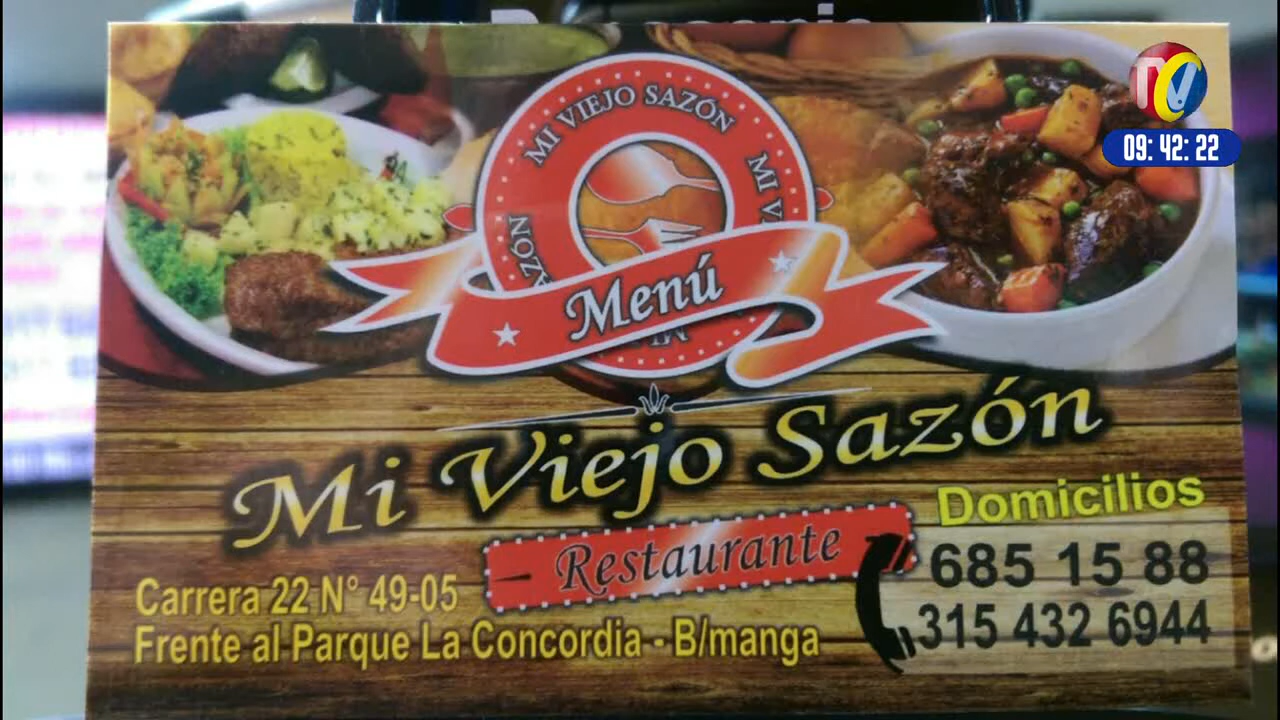 MI VIEJO SAZÓN
Menú
Mi Viejo Sazón
Restaurante
Domicilios
685 15 88
315 432 6944
Carrera 22 N° 49-05
Frente al Parque La Concordia - B/manga
09: 42: 22